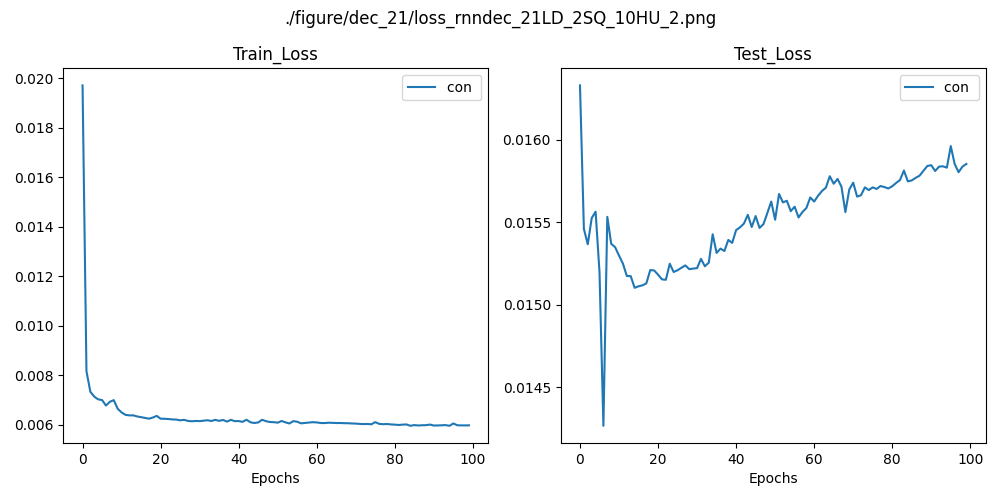 ./figure/dec_21/loss_rnndec_21LD_2SQ_10HU_2.png
Train_Loss
con
0.020
0.018
0.016
0.014
0.012
0.010
0.008
0.006
0 20 40 60 80 100
Epochs
Test_Loss
con
0.0160
0.0155
0.0150
0.0145
0 20 40 60 80 100
Epochs